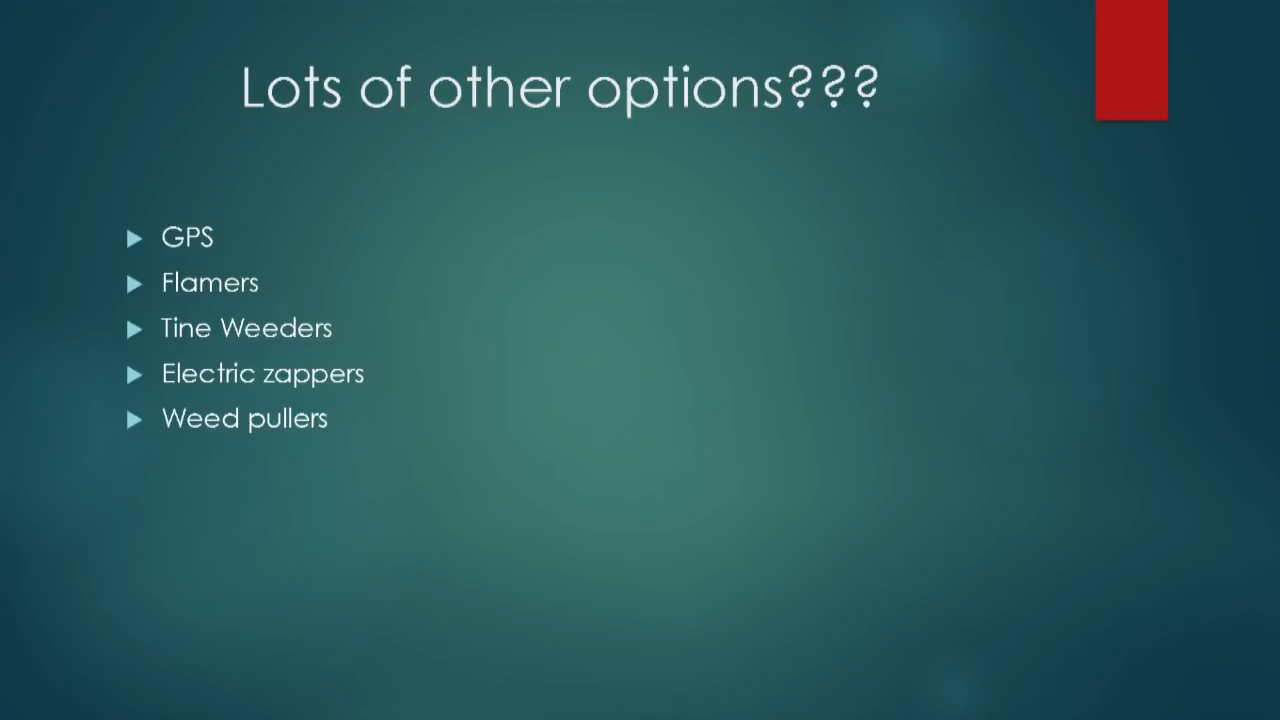 Lots of other options???
GPS
Flamers
Tine Weeders
Electric zappers
Weed pullers